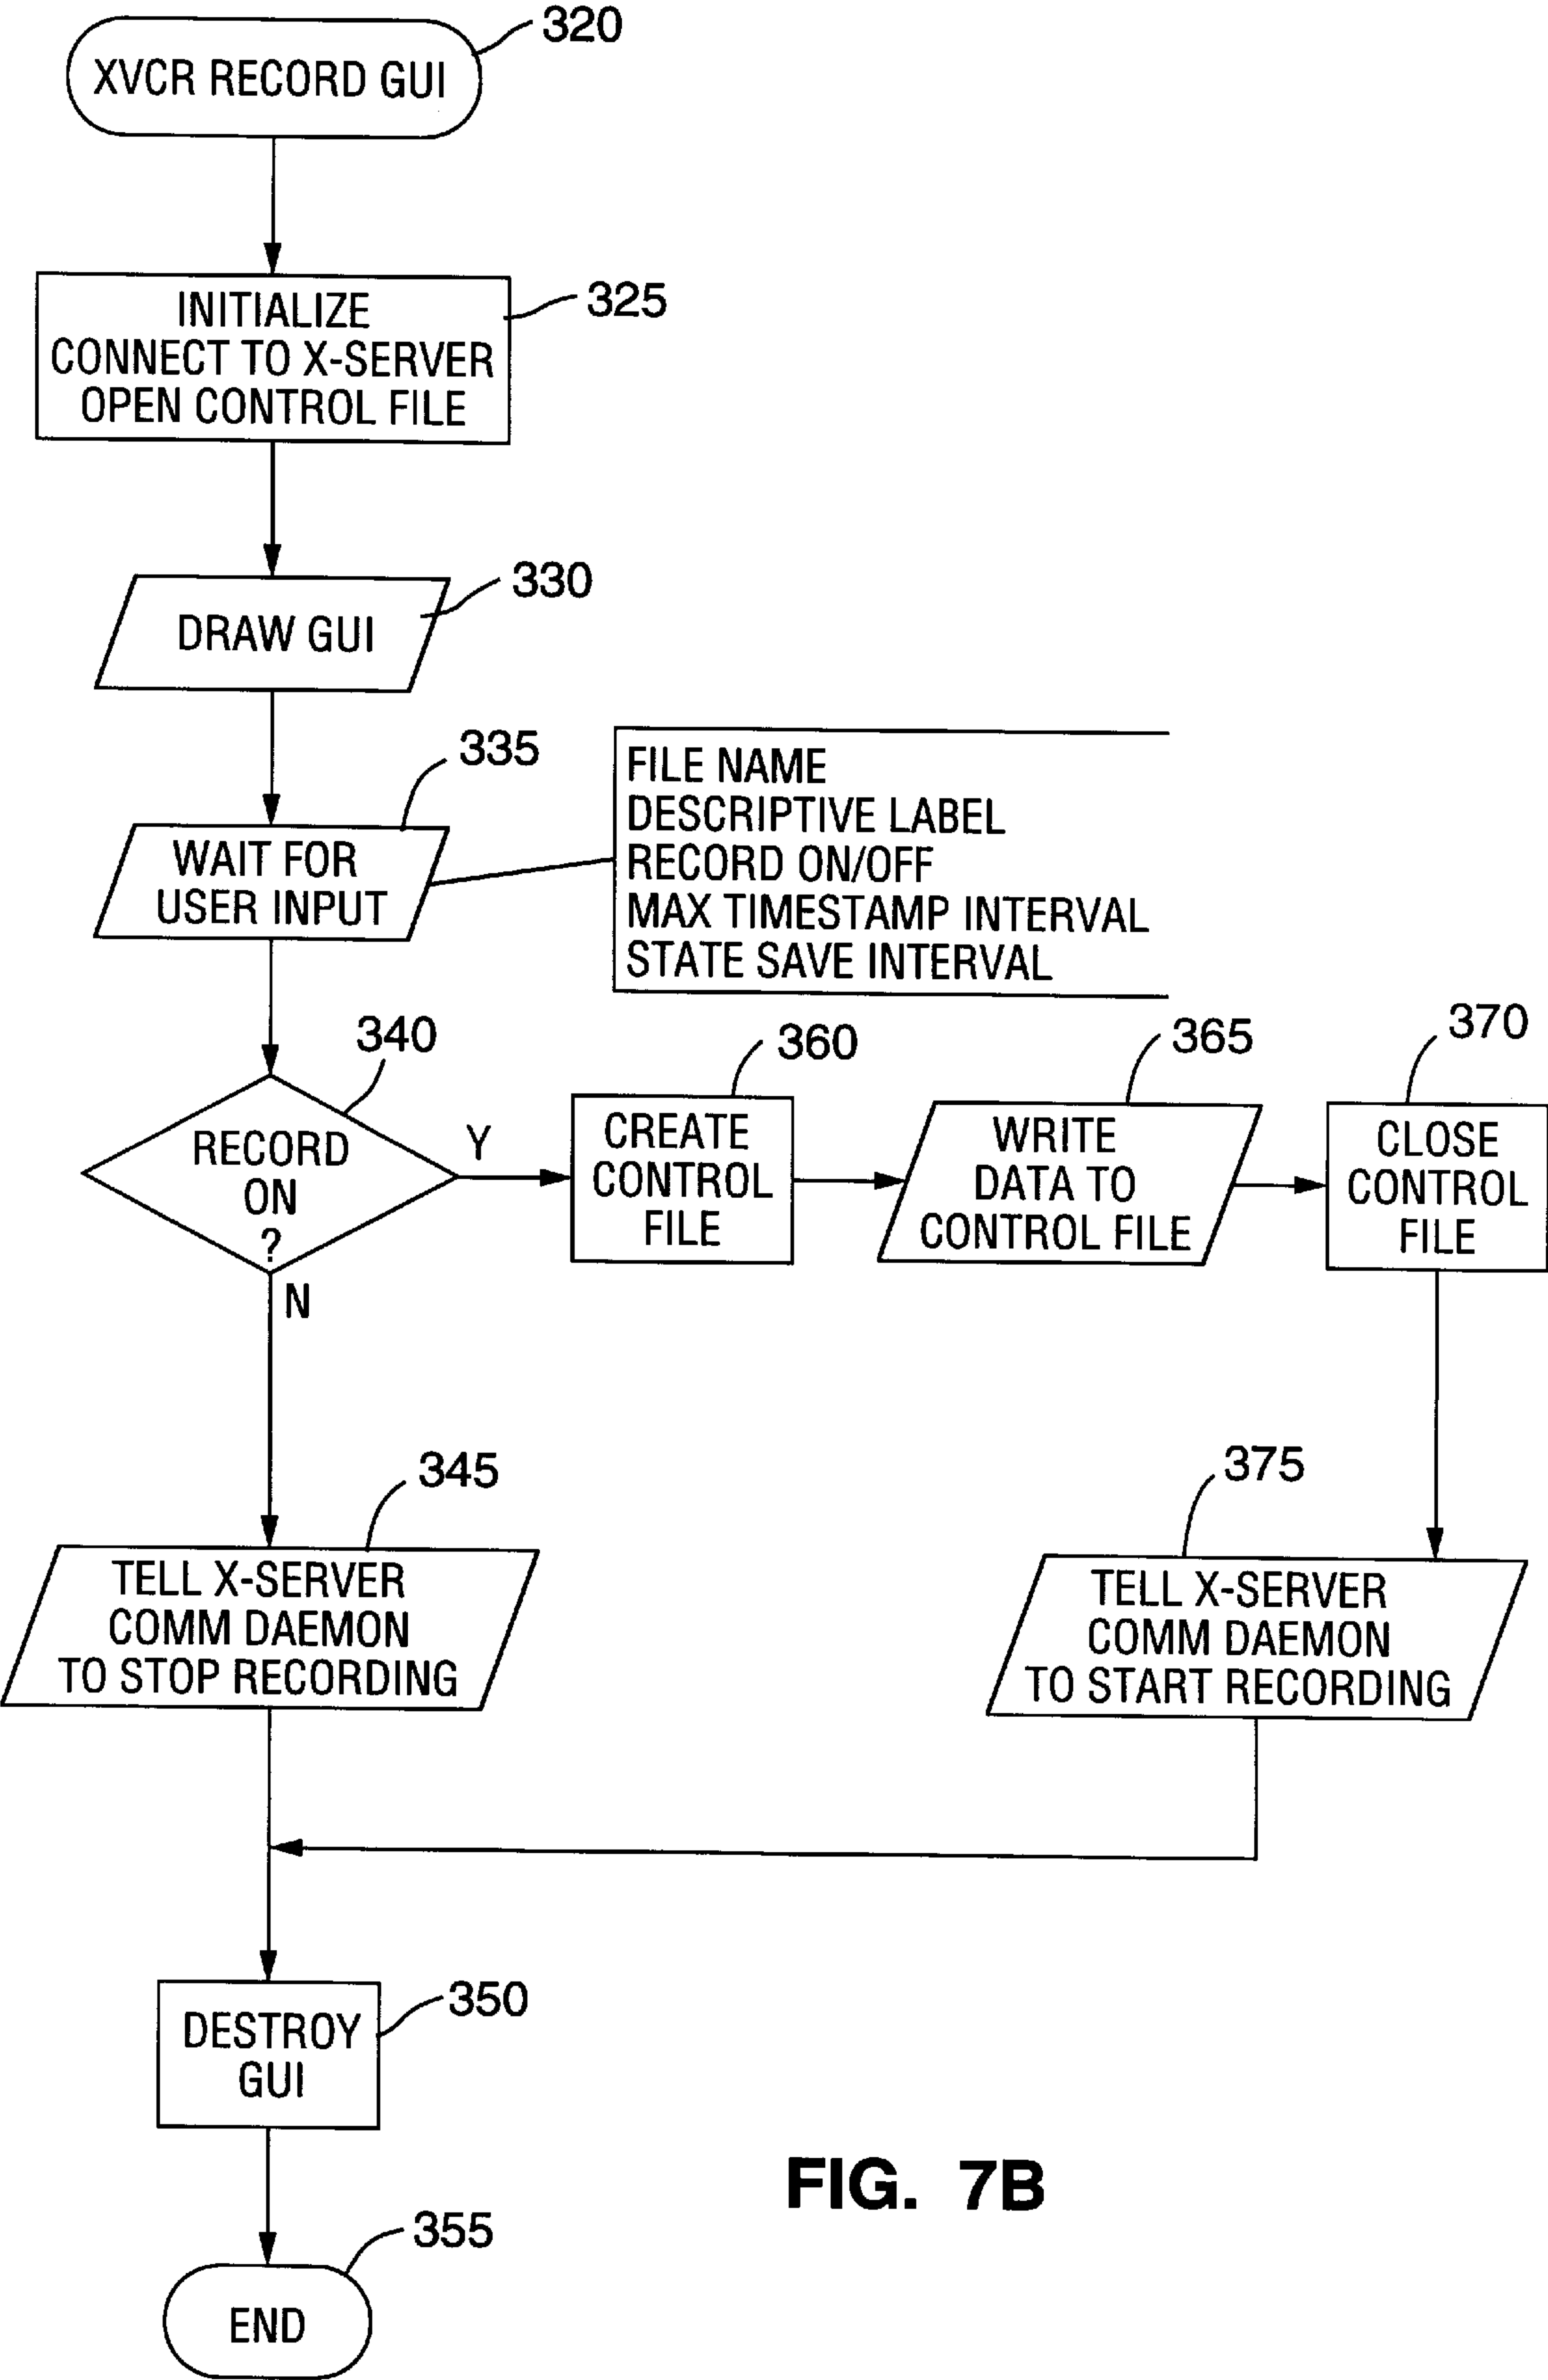 320
XVCR RECORD GUI
325
INITIALIZE
CONNECT TO X-SERVER
OPEN CONTROL FILE
330
DRAW GUI
335
WAIT FOR
USER INPUT
FILE NAME
DESCRIPTIVE LABEL
RECORD ON/OFF
MAX TIMESTAMP INTERVAL
STATE SAVE INTERVAL
340
RECORD
ON
?
Y
N
360
CREATE
CONTROL
FILE
365
WRITE
DATA TO
CONTROL FILE
370
CLOSE
CONTROL
FILE
345
TELL X-SERVER
COMM DAEMON
TO STOP RECORDING
375
TELL X-SERVER
COMM DAEMON
TO START RECORDING
350
DESTROY
GUI
355
END
FIG. 7B